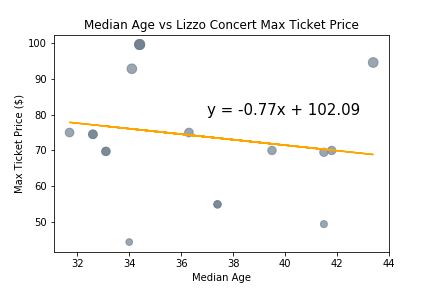 Median Age vs Lizzo Concert Max Ticket Price
100
90
80
70
60
50
Max Ticket Price ($)
y = -0.77x + 102.09
32 34 36 38 40 42 44
Median Age